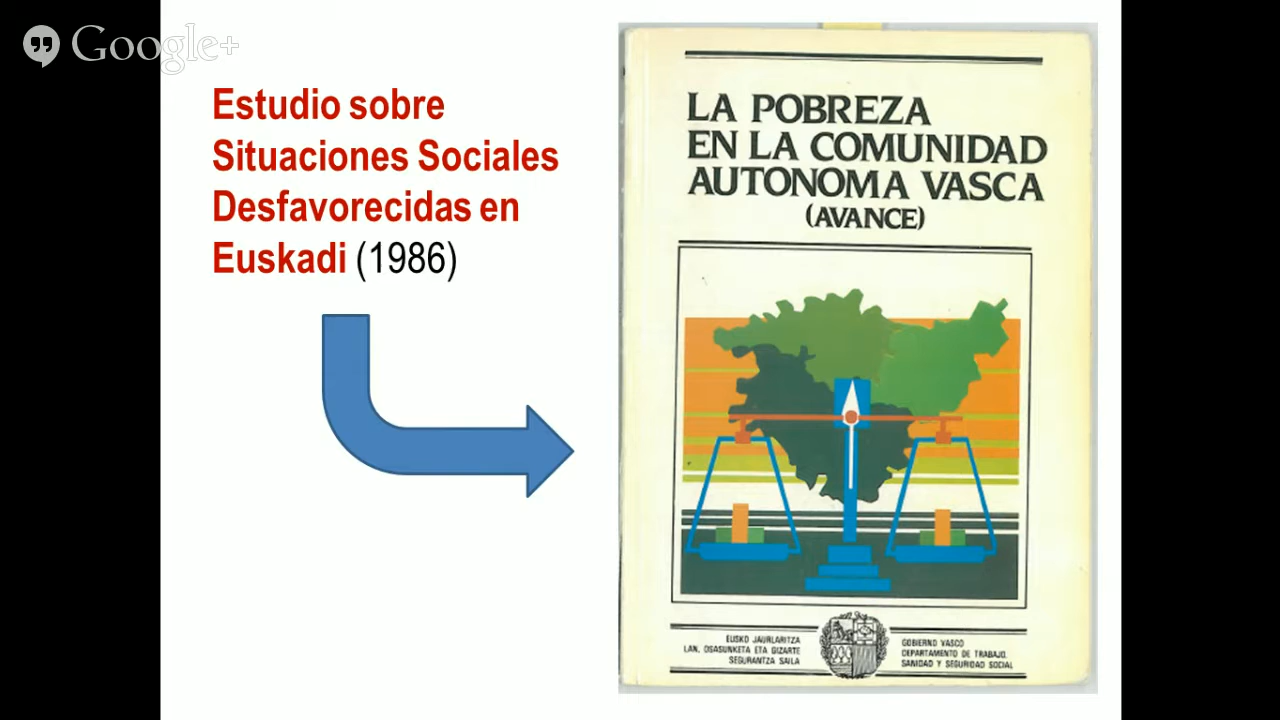 Google+
Estudio sobre
Situaciones Sociales
Desfavorecidas en
Euskadi (1986)
LA POBREZA
EN LA COMUNIDAD
AUTONOMA VASCA
(AVANCE)
EUSKO JAURLARITZA
LAN, OSASUNKETA ETA GIZARTE
SEGURANTZA SAILA
GOBIERNO VASCO
DEPARTAMENTO DE TRABAJO,
SANIDAD Y SEGURIDAD SOCIAL